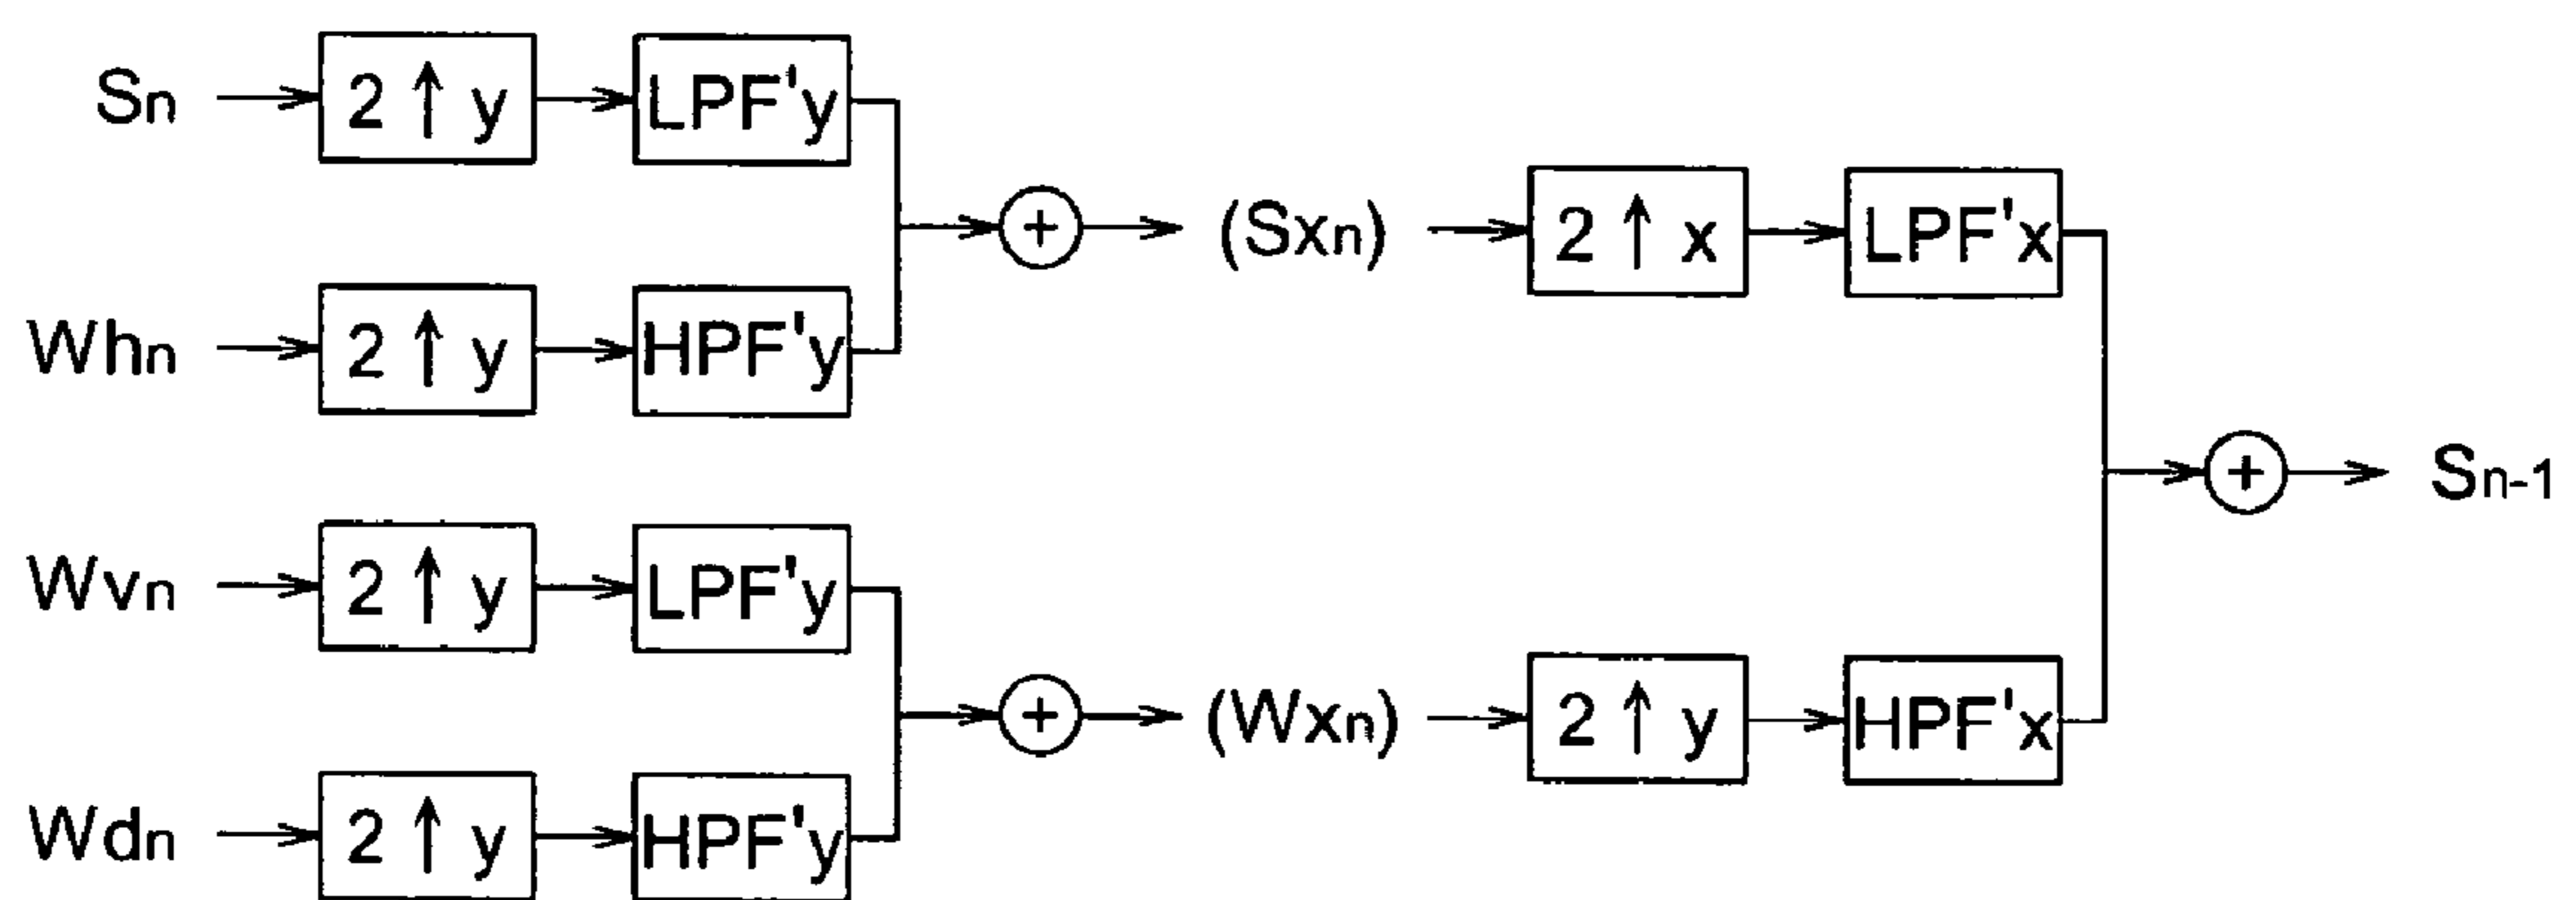 Sn 2 ↑ y LPF'y
(Sxn) 2 ↑ x LPF'x
Whn 2 ↑ y HPF'y
+
+ Sn-1
Wvn 2 ↑ y LPF'y
+ (Wxn) 2 ↑ y HPF'x
Wdn 2 ↑ y HPF'y